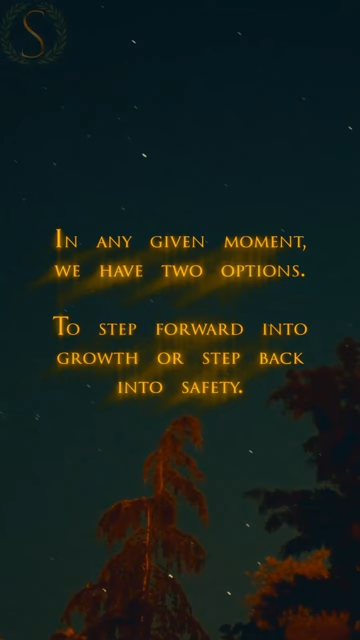 S
In any given moment,
we have two options.
To step forward into
growth or step back
into safety.